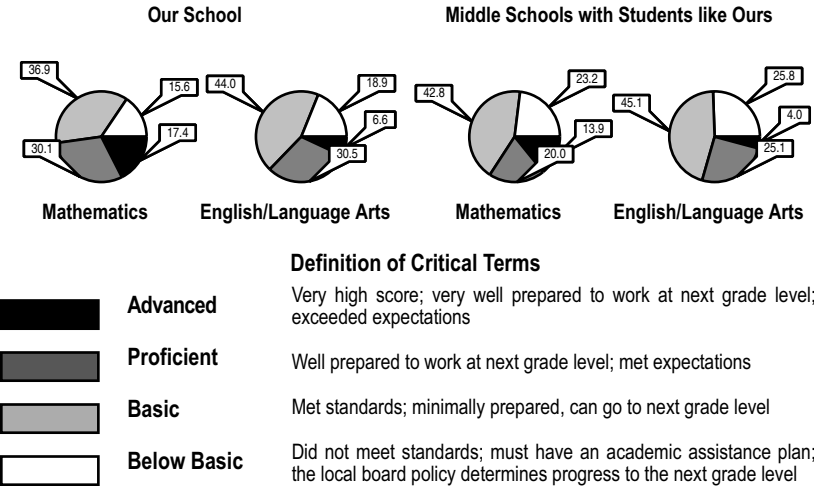 Our School
Middle Schools with Students like Ours
36.9
15.6
30.1
17.4
44.0
18.9
6.6
30.5
42.8
23.2
13.9
20.0
45.1
25.8
4.0
25.1
Mathematics
English/Language Arts
Mathematics
English/Language Arts
Definition of Critical Terms
Advanced
Very high score; very well prepared to work at next grade level;
exceeded expectations
Proficient
Well prepared to work at next grade level; met expectations
Basic
Met standards; minimally prepared, can go to next grade level
Below Basic
Did not meet standards; must have an academic assistance plan;
the local board policy determines progress to the next grade level